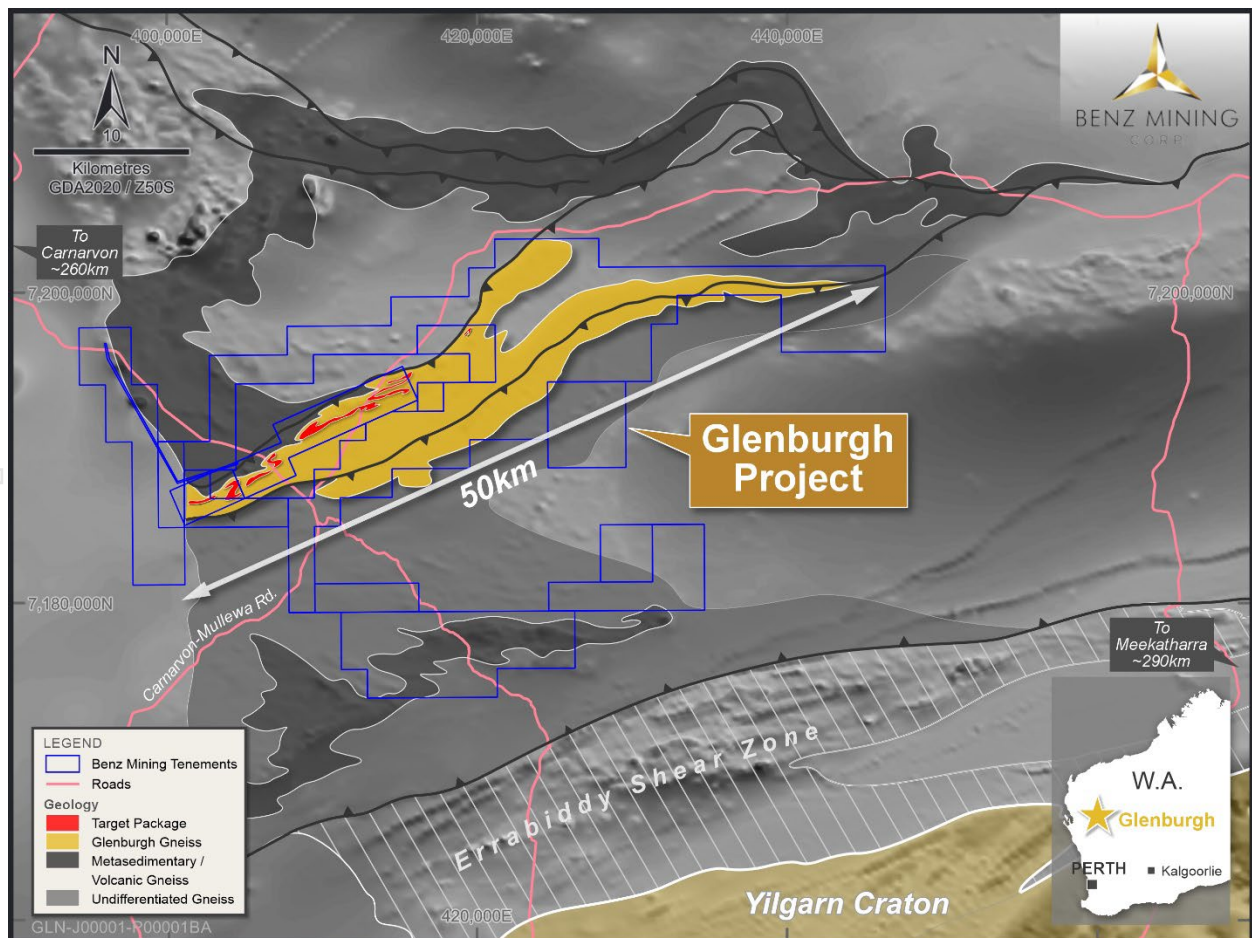 400,000E
420,000E
440,000E
N
10
Kilometres
GDA2020 / Z50S
BENZ MINING
CORP
To
Carnarvon
~260km
7,200,000N
7,200,000N
Glenburgh
Project
50km
7,180,000N
Carnarvon-Mullewa Rd.
To
Meekatharra
~290km
Errabiddy Shear Zone
Yilgarn Craton
420,000E
LEGEND
Benz Mining Tenements
Roads
Geology
Target Package
Glenburgh Gneiss
Metasedimentary /
Volcanic Gneiss
Undifferentiated Gneiss
GLN-J00001-P00001BA
W.A.
Glenburgh
PERTH
Kalgoorlie